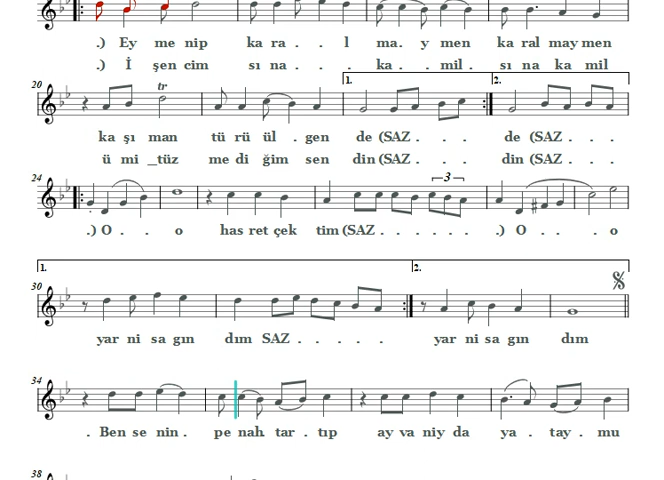 .) Ey me nip ka ra . . l ma. y men ka ral may men
.) İ şen cim sı na . . ka . mil . sı na ka mil
20 tr 1. 2.
ka şı man tü rü ül . gen de (SAZ . . . de (SAZ . . .
ü mi _tüz me di ğim sen din (SAZ . . . din (SAZ . . .
24 3
.) O . . o has ret çek tim (SAZ . . . . . .) O . . . o
1. 2.
30
yar ni sa gın dım SAZ . . . . yar ni sa gın dım
34
. Ben se nin . pe nah. tar . tıp ay va niy da ya . tay . mu
38